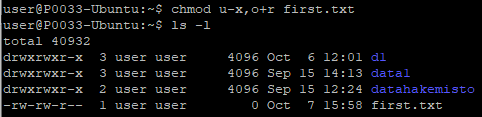 user@P0033-Ubuntu:~$ chmod u-x,o+r first.txt
user@P0033-Ubuntu:~$ ls -l
total 40932
drwxrwxr-x 3 user user 4096 Oct 6 12:01 dl
drwxrwxr-x 3 user user 4096 Sep 15 14:13 data1
drwxrwxr-x 2 user user 4096 Sep 15 12:24 datahakemisto
-rw-rw-r-- 1 user user 0 Oct 7 15:58 first.txt